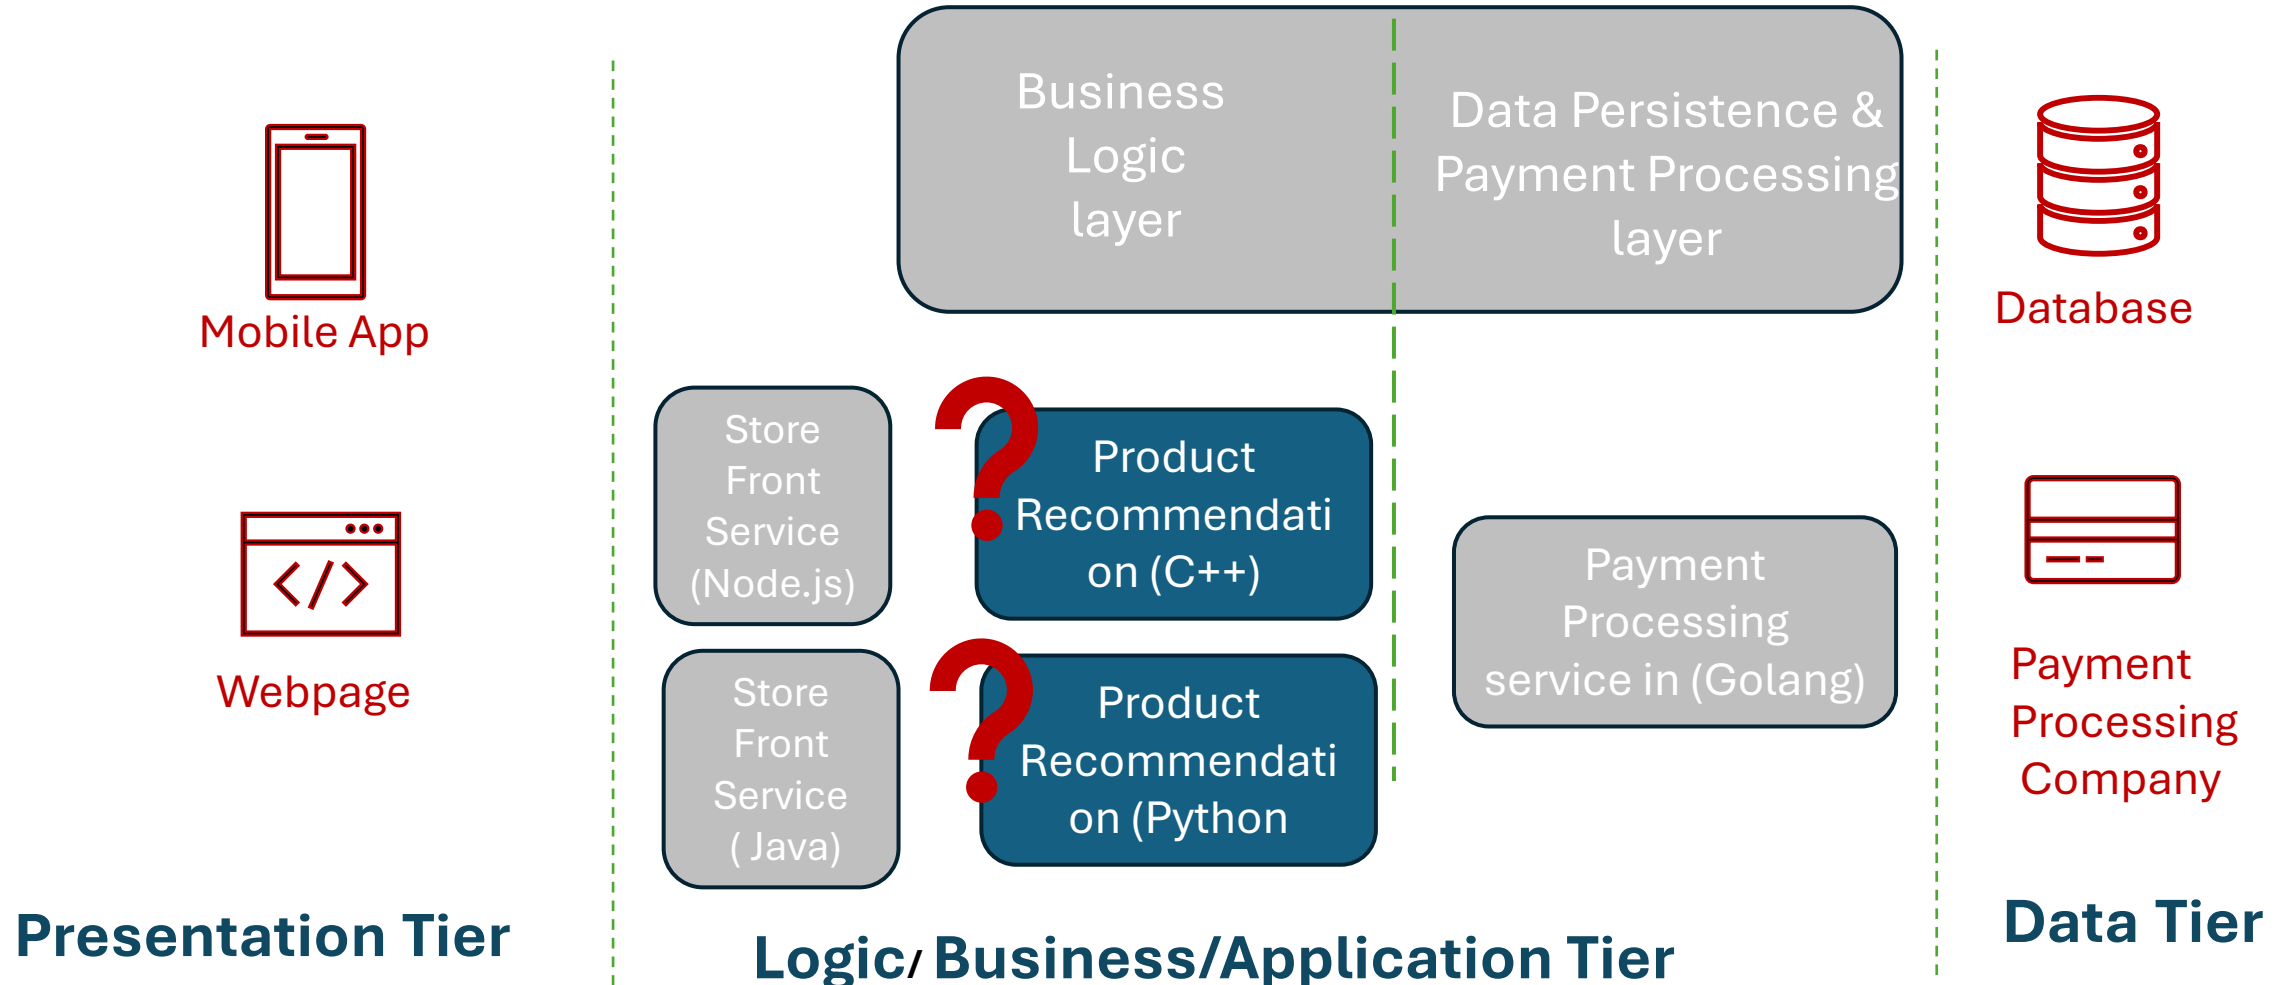 Business
Logic
layer
Data Persistence &
Payment Processing
layer
Mobile App
Database
Store
Front
Service
(Node.js)
Product
Recommendati
on (C++)
Payment
Processing
service in (Golang)
Webpage
Store
Front
Service
( Java)
Product
Recommendati
on (Python
Payment
Processing
Company
Presentation Tier
Logic/ Business/Application Tier
Data Tier